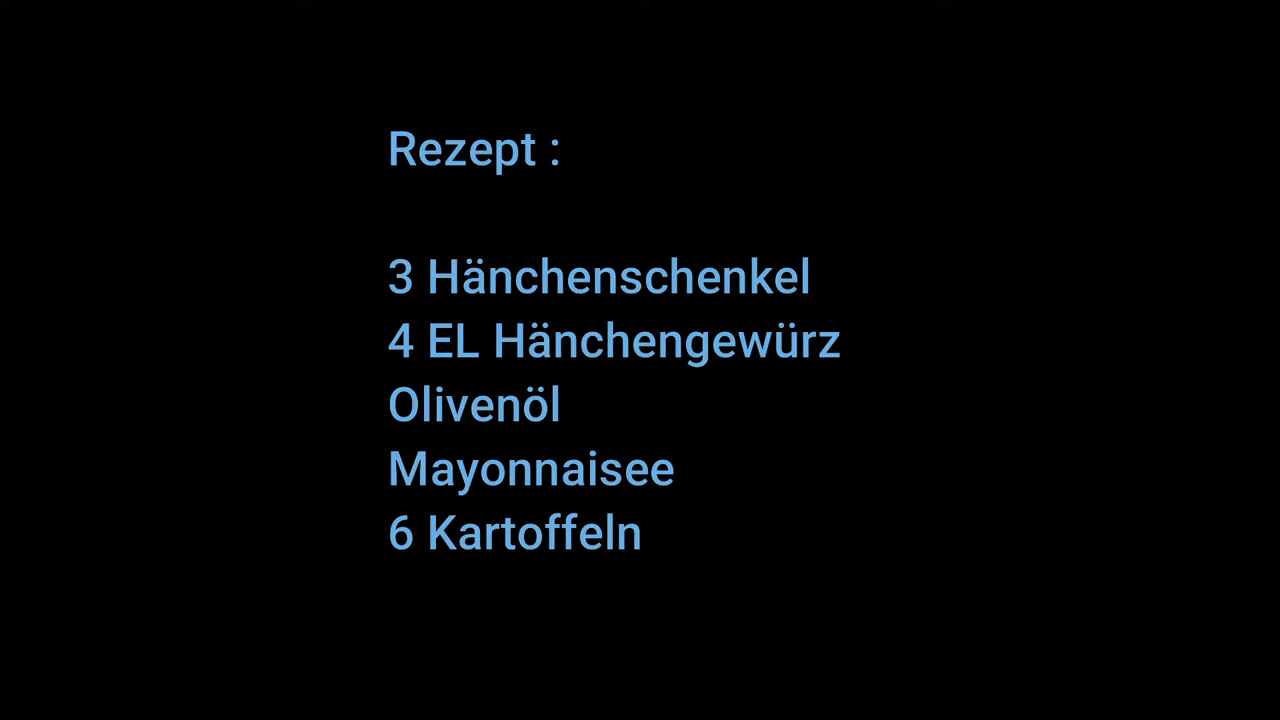 Rezept :
3 Hänchenschenkel
4 EL Hänchengewürz
Olivenöl
Mayonnaisee
6 Kartoffeln